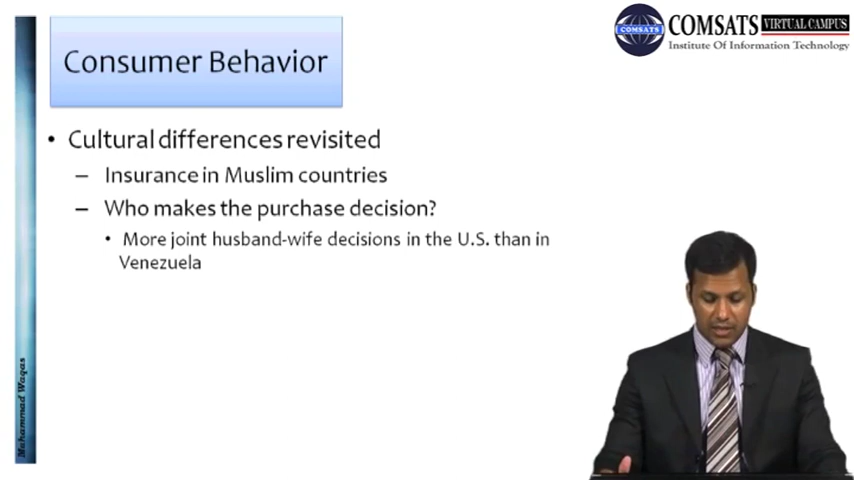 Consumer Behavior
COMSATS VIRTUAL CAMPUS
Institute Of Information Technology
COMSATS
• Cultural differences revisited
– Insurance in Muslim countries
– Who makes the purchase decision?
• More joint husband-wife decisions in the U.S. than in
Venezuela
Muhammad Waqas